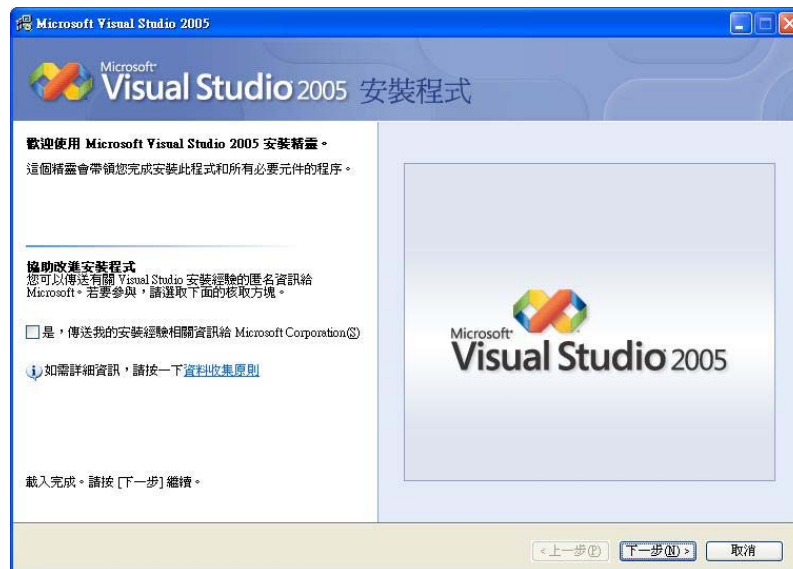 Microsoft Visual Studio 2005
Microsoft
Visual Studio 2005 安裝程式
歡迎使用 Microsoft Visual Studio 2005 安裝精靈。
這個精靈會帶領您完成安裝此程式和所有必要元件的程序。
協助改進安裝程式
您可以傳送有關 Visual Studio 安裝經驗的匿名資訊給
Microsoft。若要參與，請選取下面的核取方塊。
是，傳送我的安裝經驗相關資訊給 Microsoft Corporation(S)
如需詳細資訊，請按一下資料收集原則
Microsoft
Visual Studio 2005
載入完成。請按 [下一步] 繼續。
<上一步(P) 下一步(N)> 取消